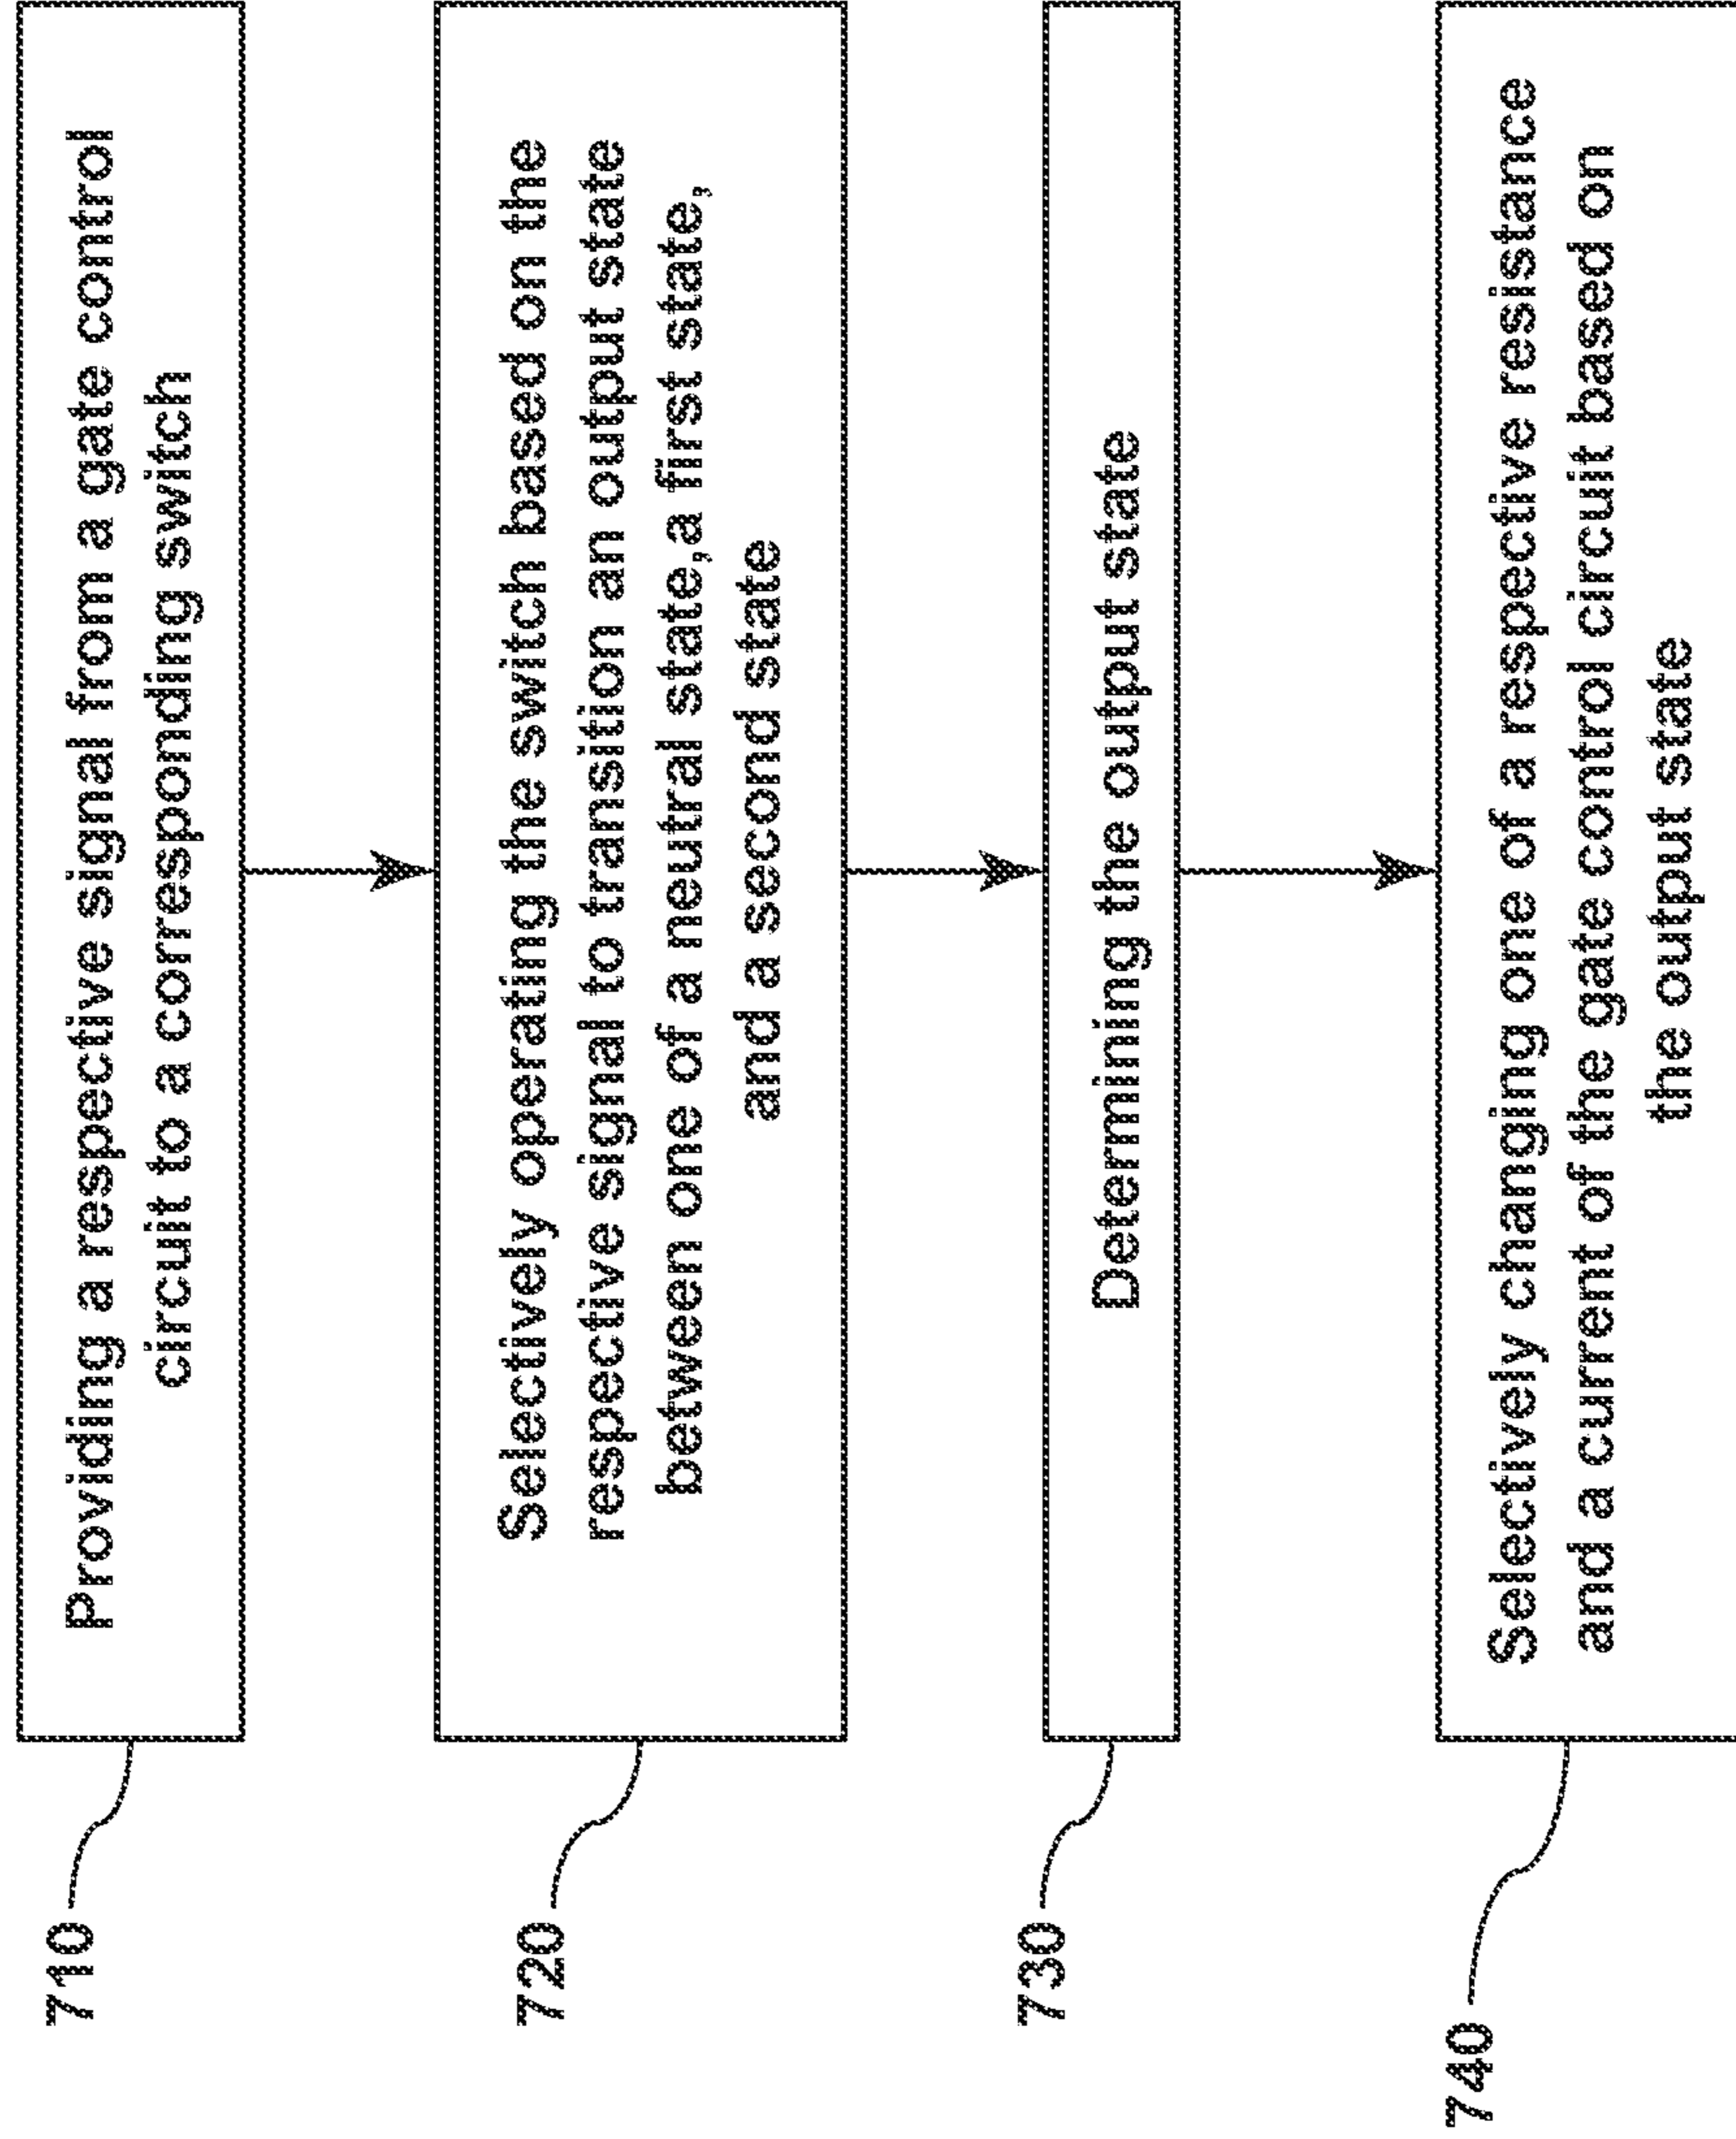 710
Providing a respective signal from a gate control
circuit to a corresponding switch
720
Selectively operating the switch based on the
respective signal to transition an output state
between one of a neutral state,a first state,
and a second state
730
Determining the output state
740
Selectively changing one of a respective resistance
and a current of the gate control circuit based on
the output state